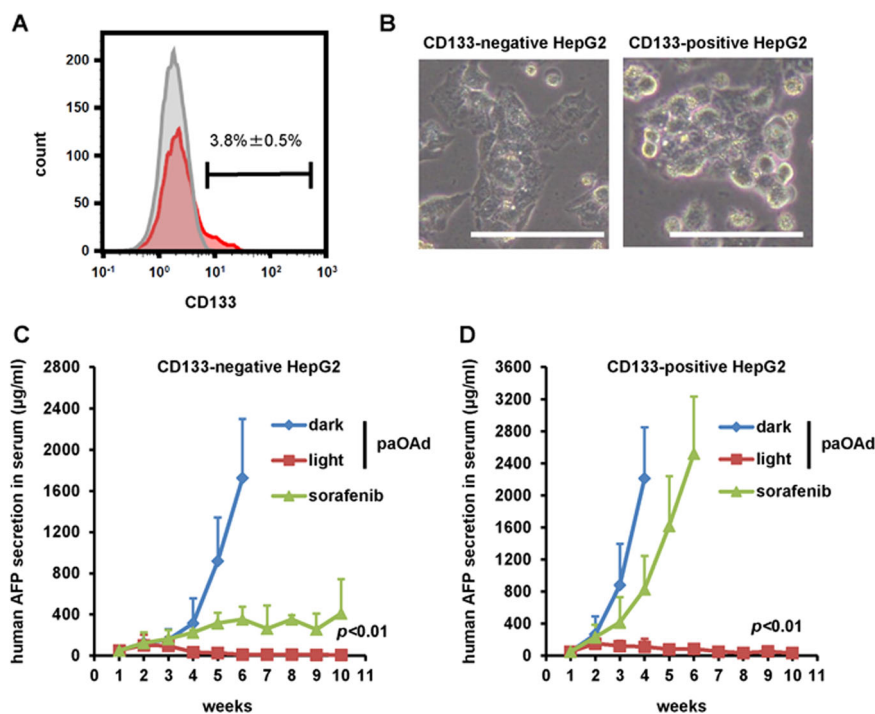 A
200
150
100
50
0
count
3.8%±0.5%
10-1
100
101
102
103
CD133
B
CD133-negative HepG2
CD133-positive HepG2
C
CD133-negative HepG2
human AFP secretion in serum (µg/ml)
2800
2400
2000
1600
1200
800
400
0
dark
light
paOAd
sorafenib
p<0.01
0 1 2 3 4 5 6 7 8 9 10 11
weeks
D
CD133-positive HepG2
human AFP secretion in serum (µg/ml)
3600
3200
2800
2400
2000
1600
1200
800
400
0
dark
light
paOAd
sorafenib
p<0.01
0 1 2 3 4 5 6 7 8 9 10 11
weeks